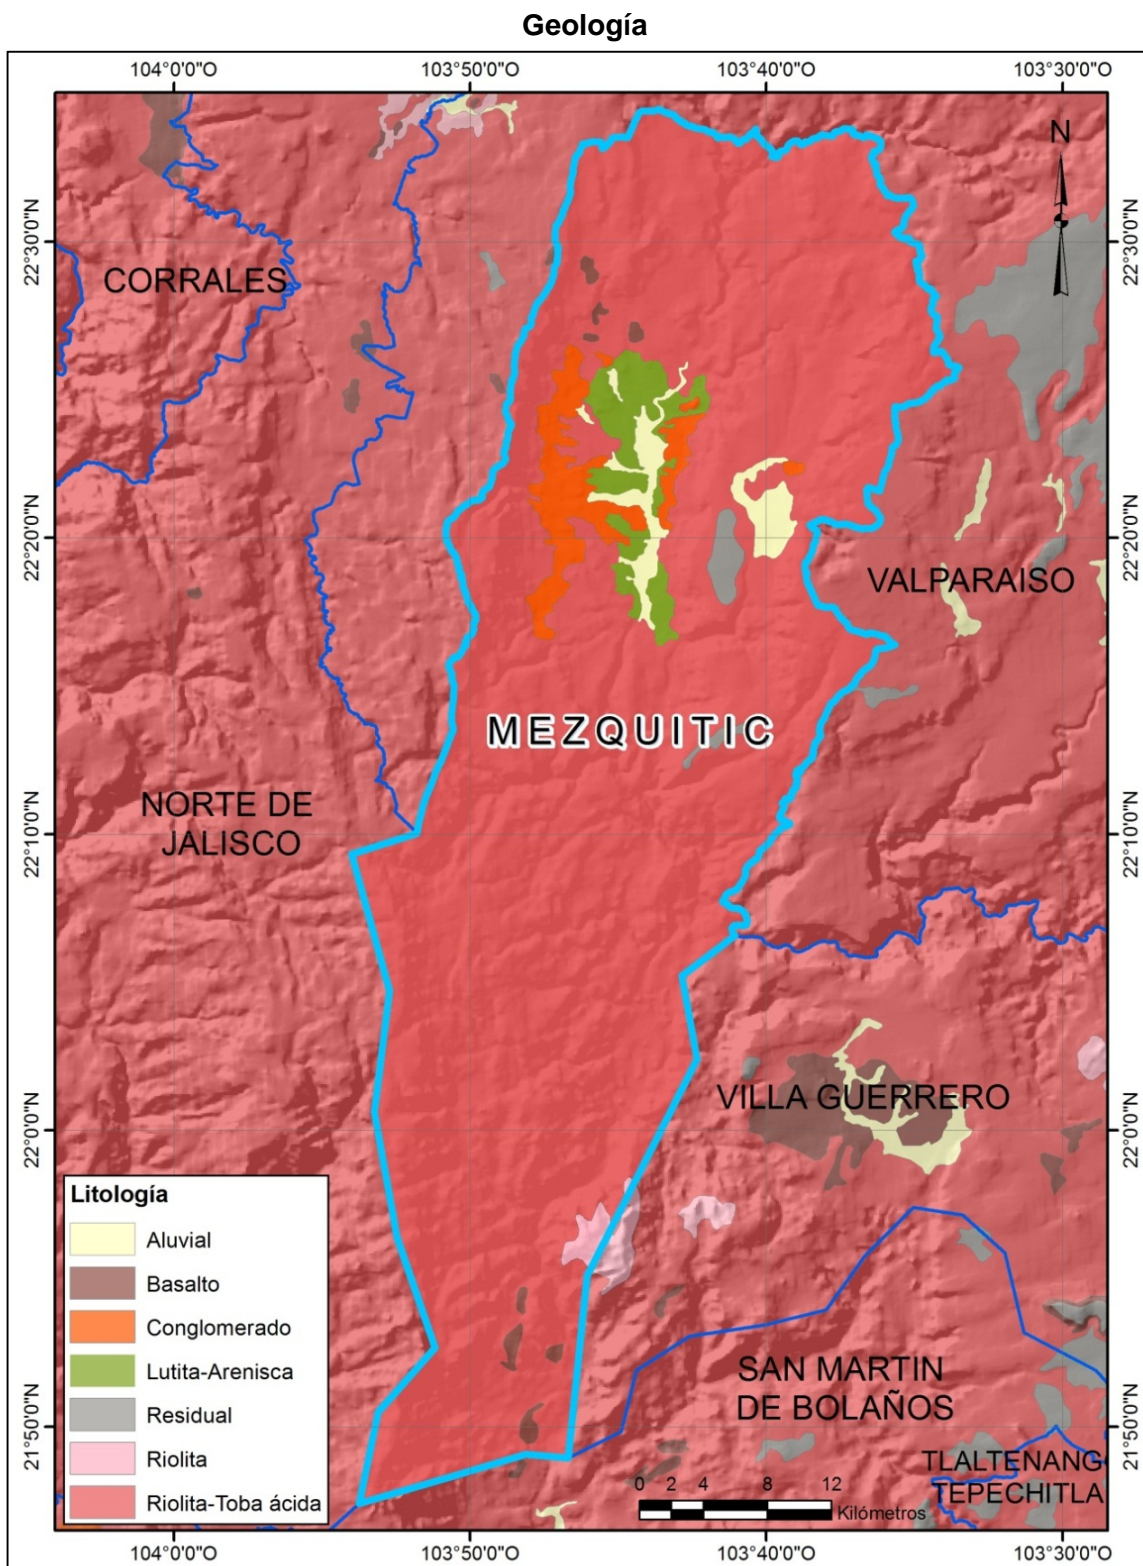 Geología
104°0'0"O
103°50'0"O
103°40'0"O
103°30'0"O
N
22°30'0"N
22°30'0"N
CORRALES
22°20'0"N
22°20'0"N
VALPARAISO
MEZQUITIC
NORTE DE
JALISCO
22°10'0"N
22°10'0"N
VILLA GUERRERO
22°0'0"N
22°0'0"N
Litología
Aluvial
Basalto
Conglomerado
Lutita-Arenisca
Residual
Riolita
Riolita-Toba ácida
SAN MARTIN
DE BOLAÑOS
21°50'0"N
21°50'0"N
TLALTENANG
TEPECHITLA
0 2 4 8 12
Kilómetros
104°0'0"O
103°50'0"O
103°40'0"O
103°30'0"O